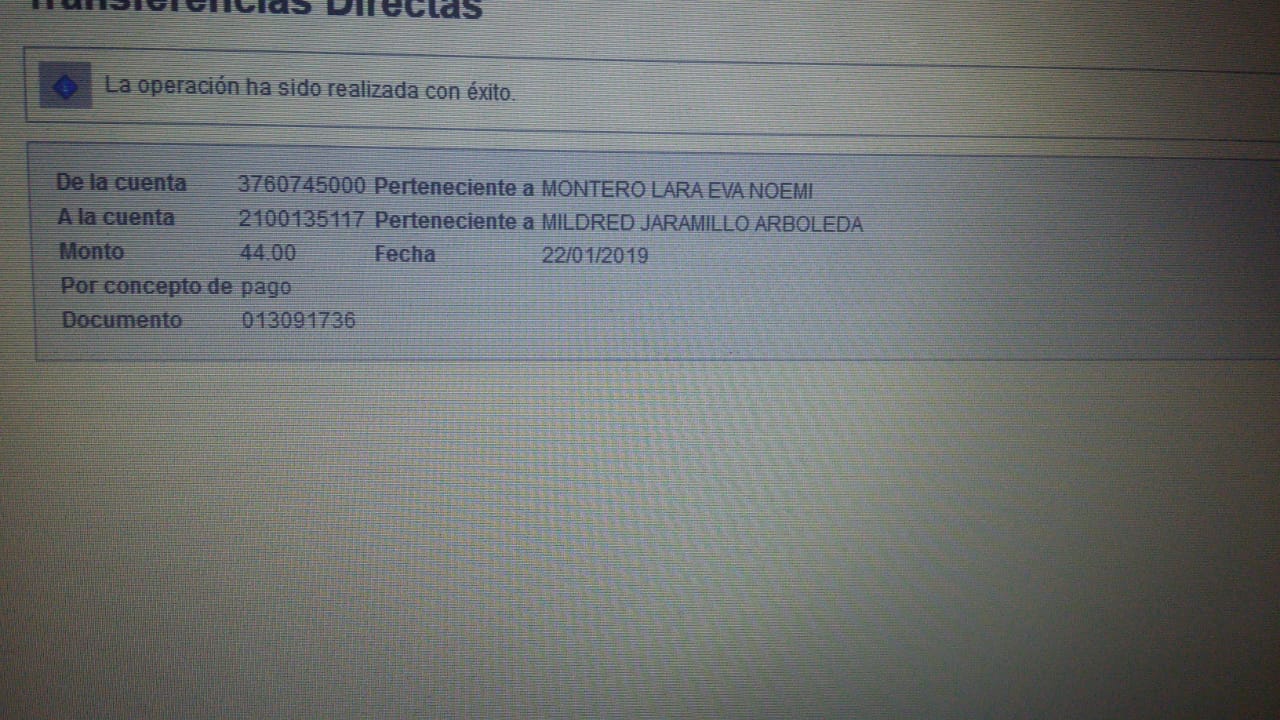 Transferencias Directas
La operación ha sido realizada con éxito.
De la cuenta 3760745000 Perteneciente a MONTERO LARA EVA NOEMI
A la cuenta 2100135117 Perteneciente a MILDRED JARAMILLO ARBOLEDA
Monto 44.00 Fecha 22/01/2019
Por concepto de pago
Documento 013091736